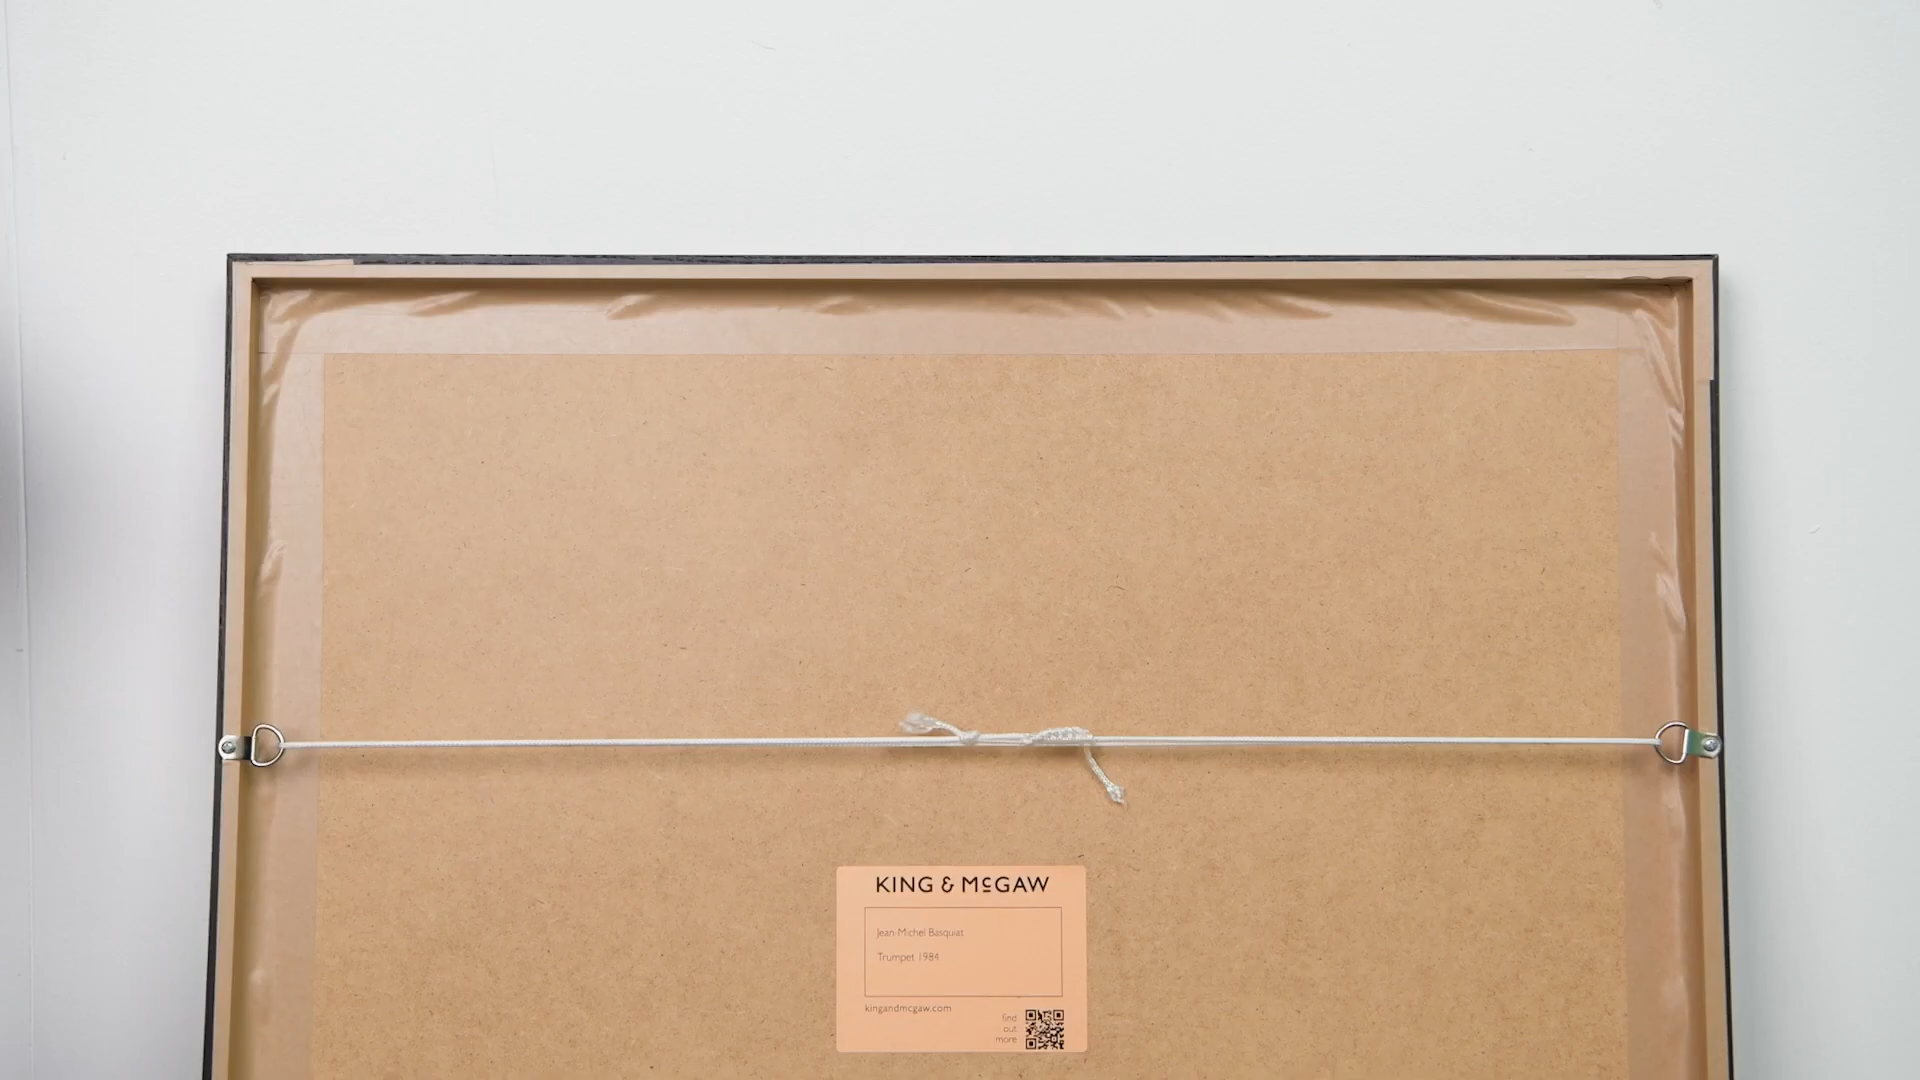 KING & McGAW
Jean-Michel Basquiat
Trumpet 1984
kingandmcgaw.com
find
out
more